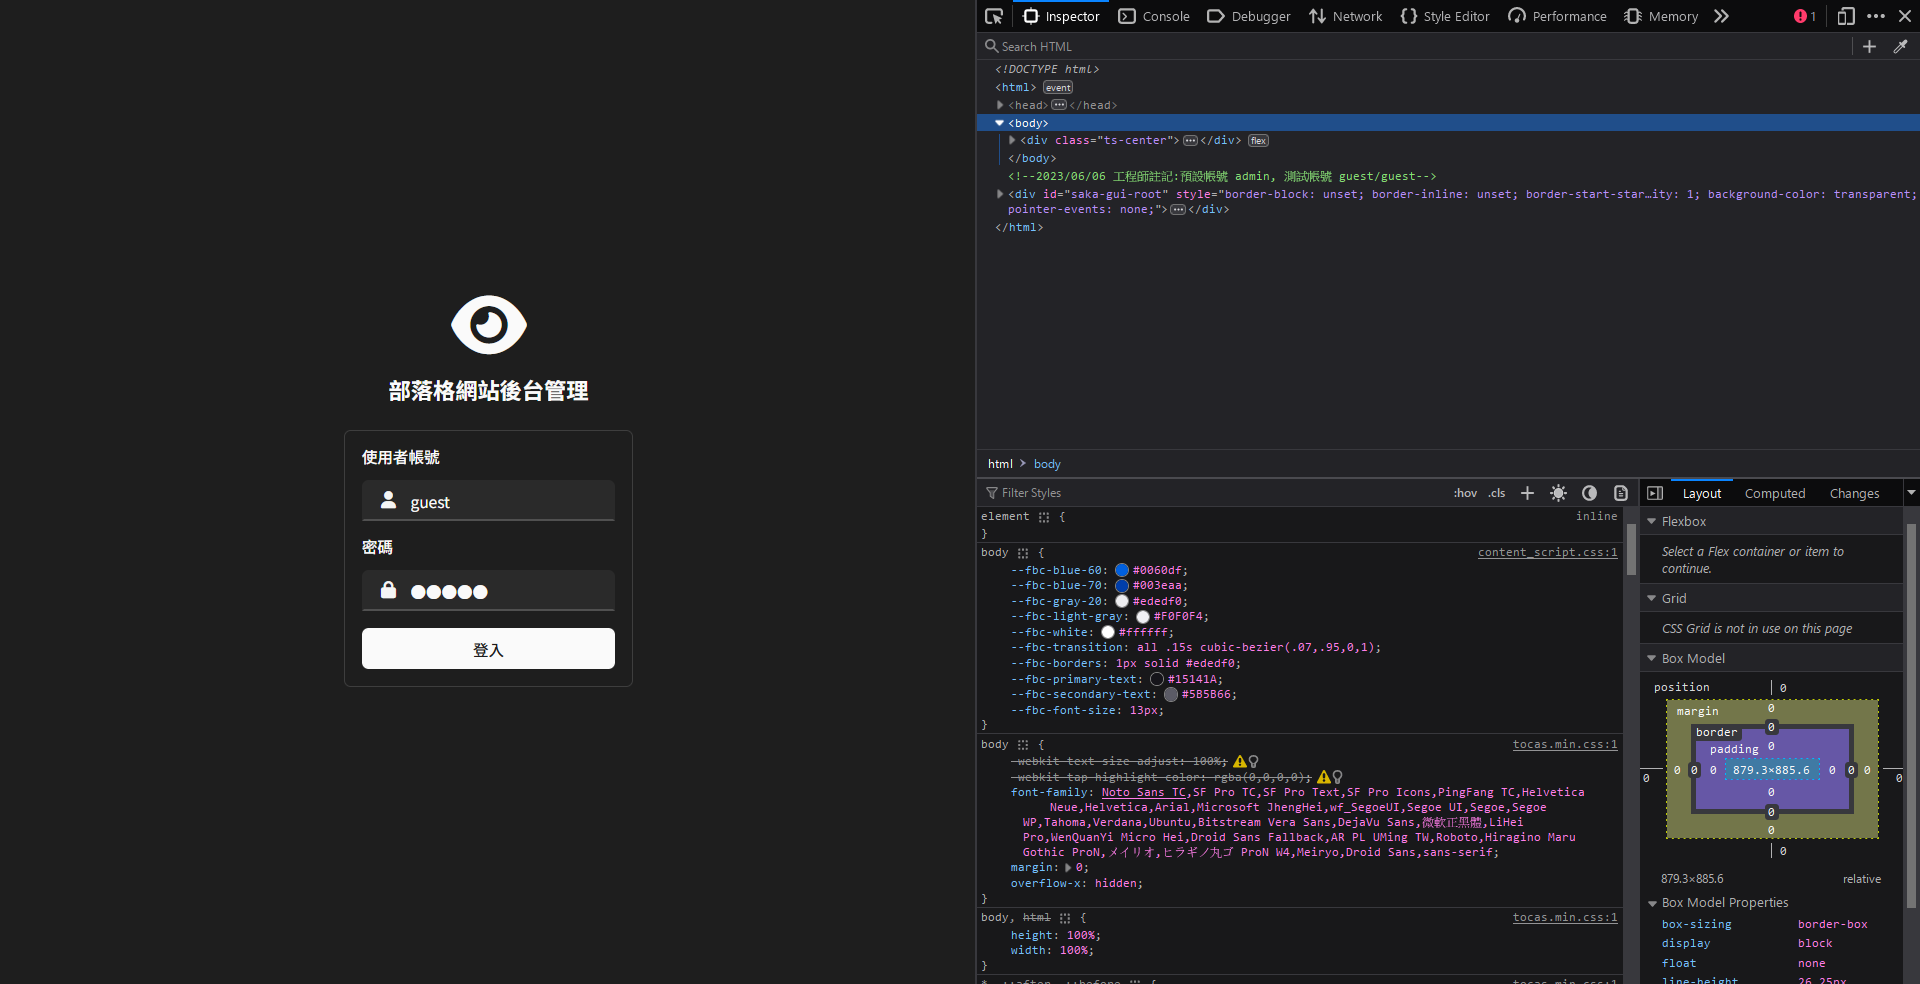 部落格網站後台管理
使用者帳號
guest
密碼
●●●●●
登入
Inspector
Console
Debugger
Network
Style Editor
Performance
Memory
1
Search HTML
<!DOCTYPE html>
<html> event
<head> ••• </head>
<body>
<div class="ts-center"> ••• </div> flex
</body>
<!--2023/06/06 工程師註記:預設帳號 admin, 測試帳號 guest/guest-->
<div id="saka-gui-root" style="border-block: unset; border-inline: unset; border-start-star…ity: 1; background-color: transparent;
pointer-events: none;"> ••• </div>
</html>
html > body
Filter Styles
:hov .cls
element { inline
}
body { content_script.css:1
--fbc-blue-60: #0060df;
--fbc-blue-70: #003eaa;
--fbc-gray-20: #ededf0;
--fbc-light-gray: #F0F0F4;
--fbc-white: #ffffff;
--fbc-transition: all .15s cubic-bezier(.07,.95,0,1);
--fbc-borders: 1px solid #ededf0;
--fbc-primary-text: #15141A;
--fbc-secondary-text: #5B5B66;
--fbc-font-size: 13px;
}
body { tocas.min.css:1
-webkit-text-size-adjust: 100%;
-webkit-tap-highlight-color: rgba(0,0,0,0);
font-family: Noto Sans TC,SF Pro TC,SF Pro Text,SF Pro Icons,PingFang TC,Helvetica
Neue,Helvetica,Arial,Microsoft JhengHei,wf_SegoeUI,Segoe UI,Segoe,Segoe
WP,Tahoma,Verdana,Ubuntu,Bitstream Vera Sans,DejaVu Sans,微軟正黑體,LiHei
Pro,WenQuanYi Micro Hei,Droid Sans Fallback,AR PL UMing TW,Roboto,Hiragino Maru
Gothic ProN,メイリオ,ヒラギノ丸ゴ ProN W4,Meiryo,Droid Sans,sans-serif;
margin: 0;
overflow-x: hidden;
}
body, html { tocas.min.css:1
height: 100%;
width: 100%;
}
*, ::after, ::before { tocas.min.css:1
Layout
Computed
Changes
Flexbox
Select a Flex container or item to
continue.
Grid
CSS Grid is not in use on this page
Box Model
position 0
margin 0
border 0
padding 0
0 0 0 0 879.3×885.6 0 0 0 0
0
0
0
0
879.3×885.6 relative
Box Model Properties
box-sizing border-box
display block
float none
line-height 26.25px